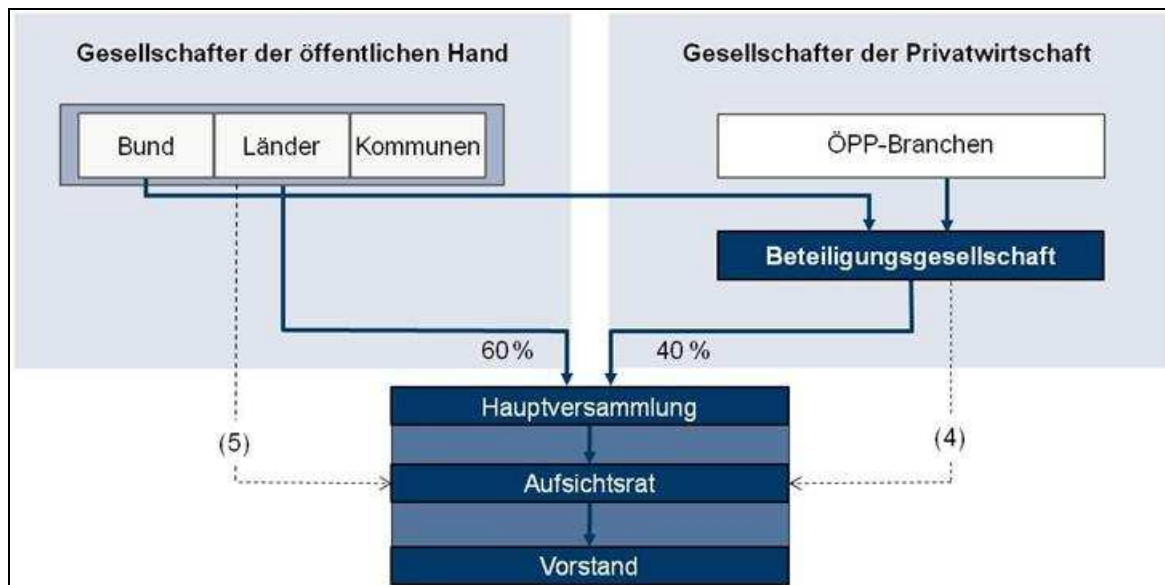 Gesellschafter der öffentlichen Hand
Gesellschafter der Privatwirtschaft
Bund
Länder
Kommunen
ÖPP-Branchen
Beteiligungsgesellschaft
60 %
40 %
Hauptversammlung
(5)
(4)
Aufsichtsrat
Vorstand